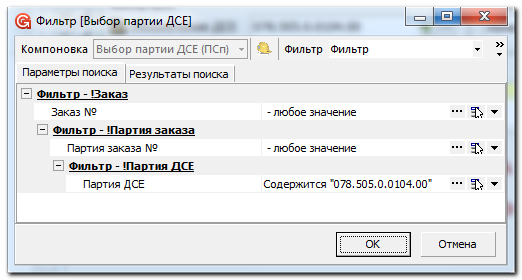 Фильтр [Выбор партии ДСЕ]
Компоновка Выбор партии ДСЕ (ПСп) Фильтр Фильтр
Параметры поиска Результаты поиска
Фильтр - !Заказ
Заказ № - любое значение
Фильтр - !Партия заказа
Партия заказа № - любое значение
Фильтр - !Партия ДСЕ
Партия ДСЕ Содержится "078.505.0.0104.00"
ОК Отмена